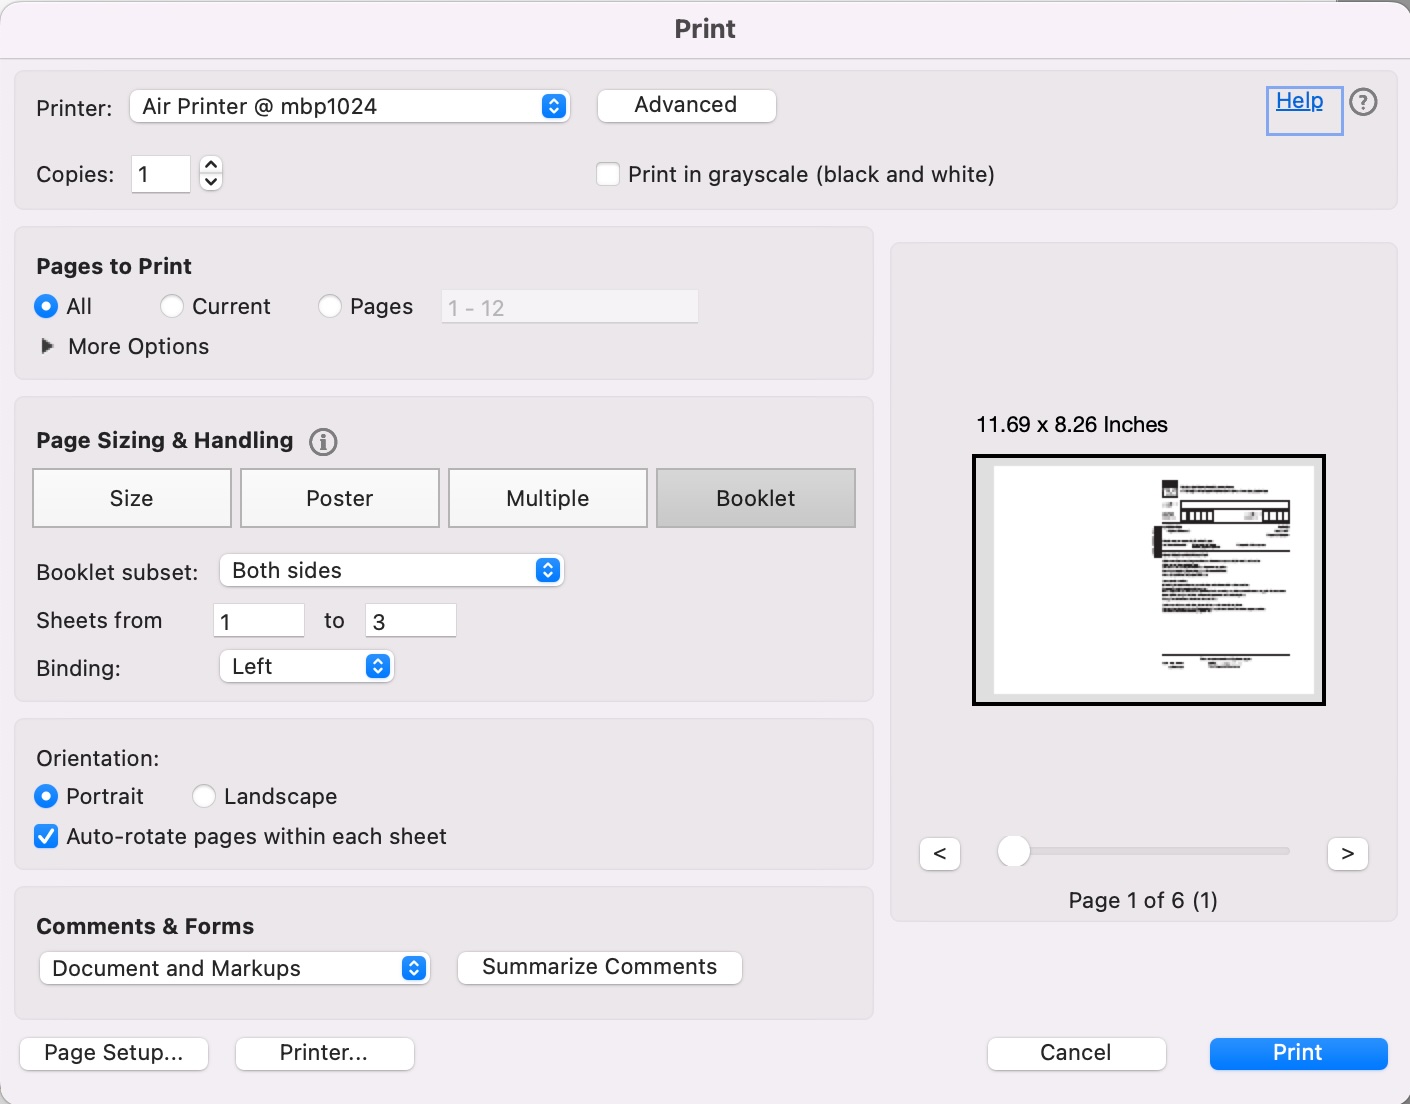 Print
Printer: Air Printer @ mbp1024 Advanced Help ?
Copies: 1 Print in grayscale (black and white)
Pages to Print
All Current Pages 1 - 12
More Options
Page Sizing & Handling i
Size Poster Multiple Booklet
Booklet subset: Both sides
Sheets from 1 to 3
Binding: Left
Orientation:
Portrait Landscape
Auto-rotate pages within each sheet
Comments & Forms
Document and Markups Summarize Comments
11.69 x 8.26 Inches
< >
Page 1 of 6 (1)
Page Setup... Printer... Cancel Print